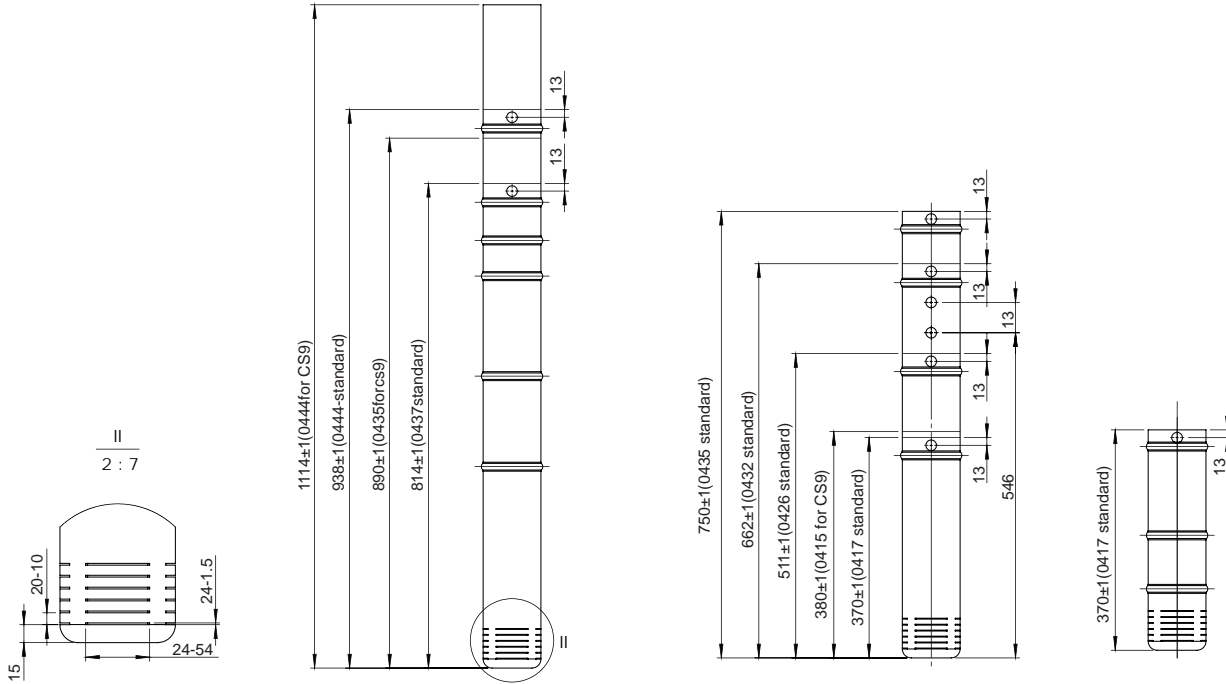 II
2 : 7
20-10
15
24-1.5
24-54
1114±1(0444for CS9)
938±1(0444-standard)
890±1(0435forcs9)
814±1(0437standard)
13
13
II
750±1(0435 standard)
662±1(0432 standard)
511±1(0426 standard)
380±1(0415 for CS9)
370±1(0417 standard)
13
13
13
13
13
546
370±1(0417 standard)
13